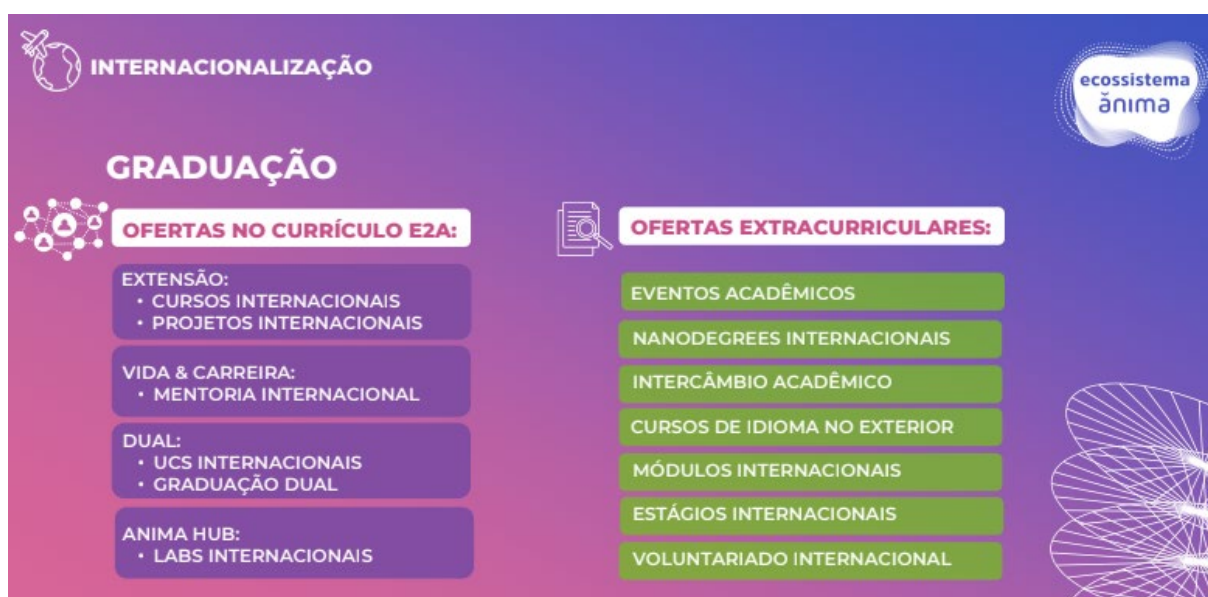 INTERNACIONALIZAÇÃO
ecossistema
ănıma
GRADUAÇÃO
OFERTAS NO CURRÍCULO E2A:
EXTENSÃO:
• CURSOS INTERNACIONAIS
• PROJETOS INTERNACIONAIS
VIDA & CARREIRA:
• MENTORIA INTERNACIONAL
DUAL:
• UCS INTERNACIONAIS
• GRADUAÇÃO DUAL
ANIMA HUB:
• LABS INTERNACIONAIS
OFERTAS EXTRACURRICULARES:
EVENTOS ACADÊMICOS
NANODEGREES INTERNACIONAIS
INTERCÂMBIO ACADÊMICO
CURSOS DE IDIOMA NO EXTERIOR
MÓDULOS INTERNACIONAIS
ESTÁGIOS INTERNACIONAIS
VOLUNTARIADO INTERNACIONAL